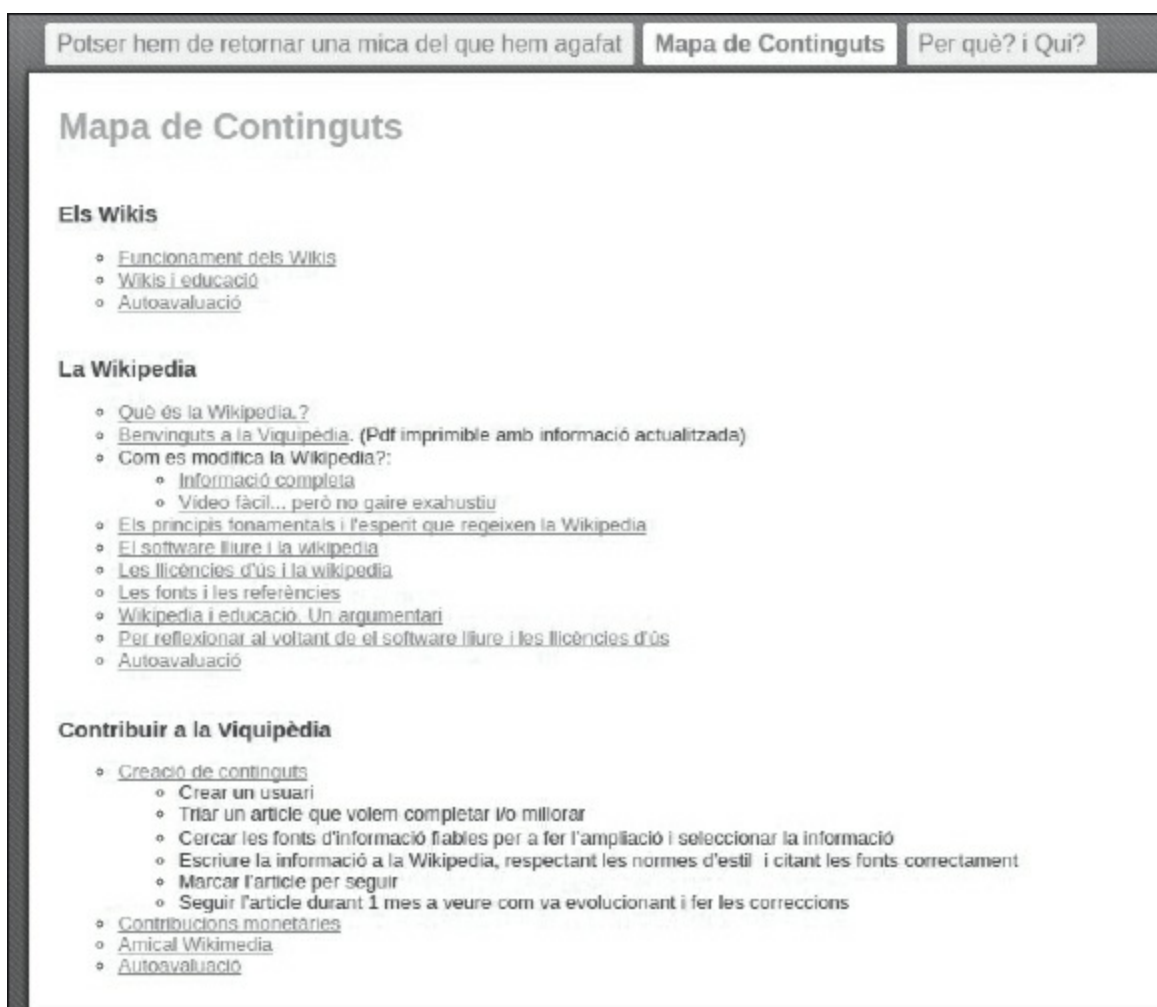 Potser hem de retornar una mica del que hem agafat Mapa de Continguts Per què? i Qui?
Mapa de Continguts
Els Wikis
Funcionament dels Wikis
Wikis i educació
Autoavaluació
La Wikipedia
Què és la Wikipedia.?
Benvinguts a la Viquipèdia. (Pdf imprimible amb informació actualitzada)
Com es modifica la Wikipedia?:
Informació completa
Vídeo fàcil... però no gaire exahustiu
Els principis fonamentals i l'esperit que regeixen la Wikipedia
El software lliure i la wikipedia
Les llicències d'ús i la wikipedia
Les fonts i les referències
Wikipedia i educació. Un argumentari
Per reflexionar al voltant de el software lliure i les llicències d'ús
Autoavaluació
Contribuir a la Viquipèdia
Creació de continguts
Crear un usuari
Triar un article que volem completar i/o millorar
Cercar les fonts d'informació fiables per a fer l'ampliació i seleccionar la informació
Escriure la informació a la Wikipedia, respectant les normes d'estil i citant les fonts correctament
Marcar l'article per seguir
Seguir l'article durant 1 mes a veure com va evolucionant i fer les correccions
Contribucions monetàries
Amical Wikimedia
Autoavaluació